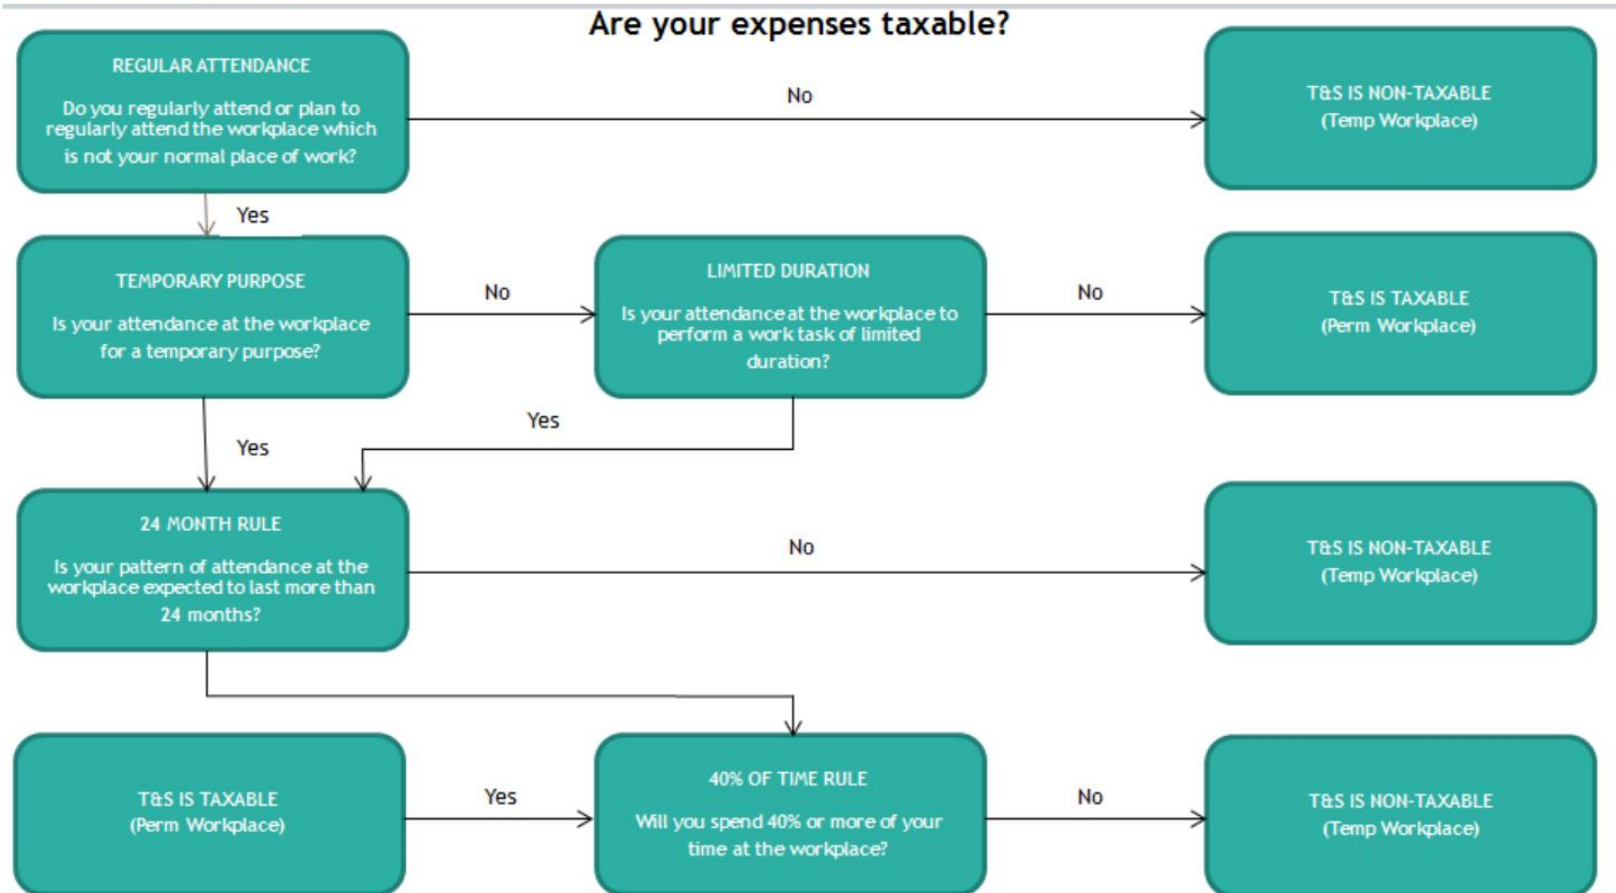 Are your expenses taxable?
REGULAR ATTENDANCE
Do you regularly attend or plan to
regularly attend the workplace which
is not your normal place of work?
No
T&S IS NON-TAXABLE
(Temp Workplace)
Yes
TEMPORARY PURPOSE
Is your attendance at the workplace
for a temporary purpose?
No
LIMITED DURATION
Is your attendance at the workplace to
perform a work task of limited
duration?
No
T&S IS TAXABLE
(Perm Workplace)
Yes
Yes
24 MONTH RULE
Is your pattern of attendance at the
workplace expected to last more than
24 months?
No
T&S IS NON-TAXABLE
(Temp Workplace)
T&S IS TAXABLE
(Perm Workplace)
Yes
40% OF TIME RULE
Will you spend 40% or more of your
time at the workplace?
No
T&S IS NON-TAXABLE
(Temp Workplace)